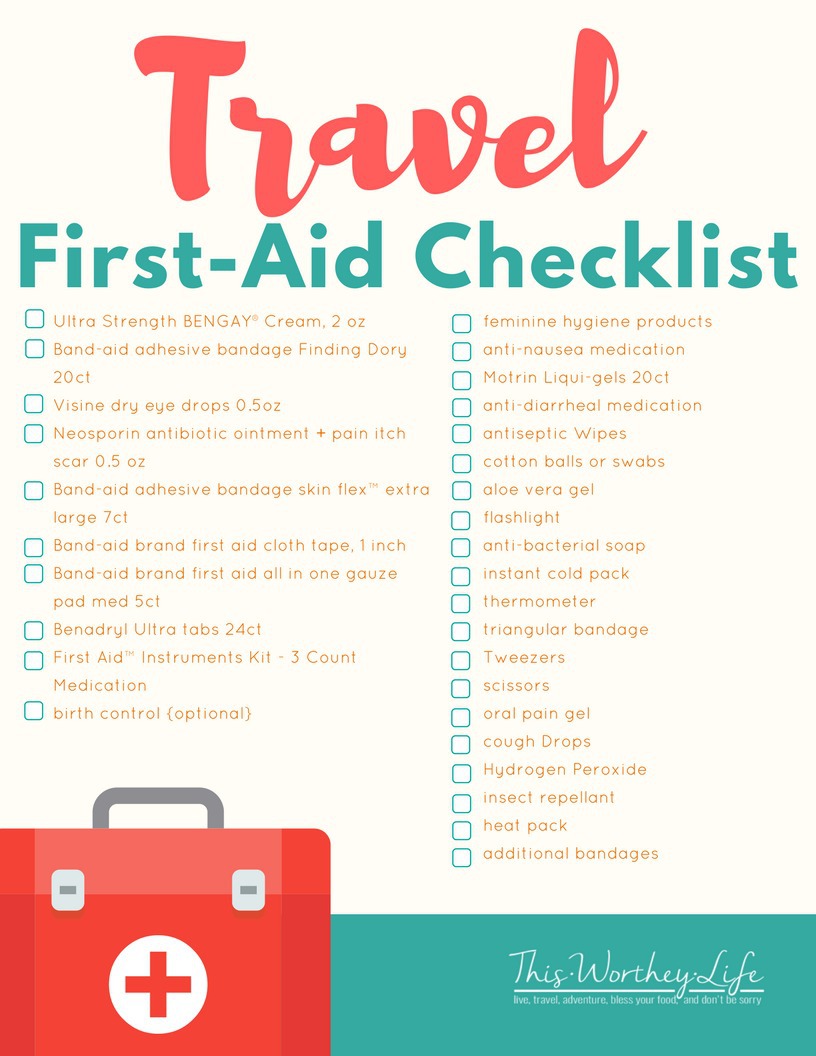 Travel
First-Aid Checklist
Ultra Strength BENGAY® Cream, 2 oz
Band-aid adhesive bandage Finding Dory
20ct
Visine dry eye drops 0.5oz
Neosporin antibiotic ointment + pain itch
scar 0.5 oz
Band-aid adhesive bandage skin flex™ extra
large 7ct
Band-aid brand first aid cloth tape, 1 inch
Band-aid brand first aid all in one gauze
pad med 5ct
Benadryl Ultra tabs 24ct
First Aid™ Instruments Kit - 3 Count
Medication
birth control {optional}
feminine hygiene products
anti-nausea medication
Motrin Liqui-gels 20ct
anti-diarrheal medication
antiseptic Wipes
cotton balls or swabs
aloe vera gel
flashlight
anti-bacterial soap
instant cold pack
thermometer
triangular bandage
Tweezers
scissors
oral pain gel
cough Drops
Hydrogen Peroxide
insect repellant
heat pack
additional bandages
This·Worthey·Life
live, travel, adventure, bless your food, and don't be sorry